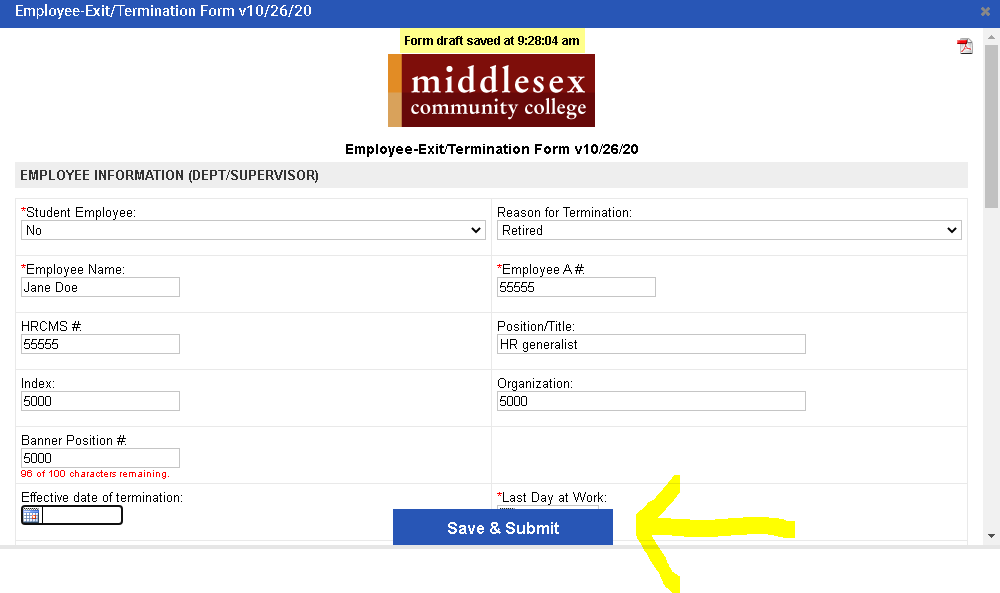 Employee-Exit/Termination Form v10/26/20
Form draft saved at 9:28:04 am
middlesex
community college
Employee-Exit/Termination Form v10/26/20
EMPLOYEE INFORMATION (DEPT/SUPERVISOR)
*Student Employee:
No
Reason for Termination:
Retired
*Employee Name:
Jane Doe
*Employee A #:
55555
HRCMS #:
55555
Position/Title:
HR generalist
Index:
5000
Organization:
5000
Banner Position #:
5000
96 of 100 characters remaining.
Effective date of termination:
*Last Day at Work:
Save & Submit